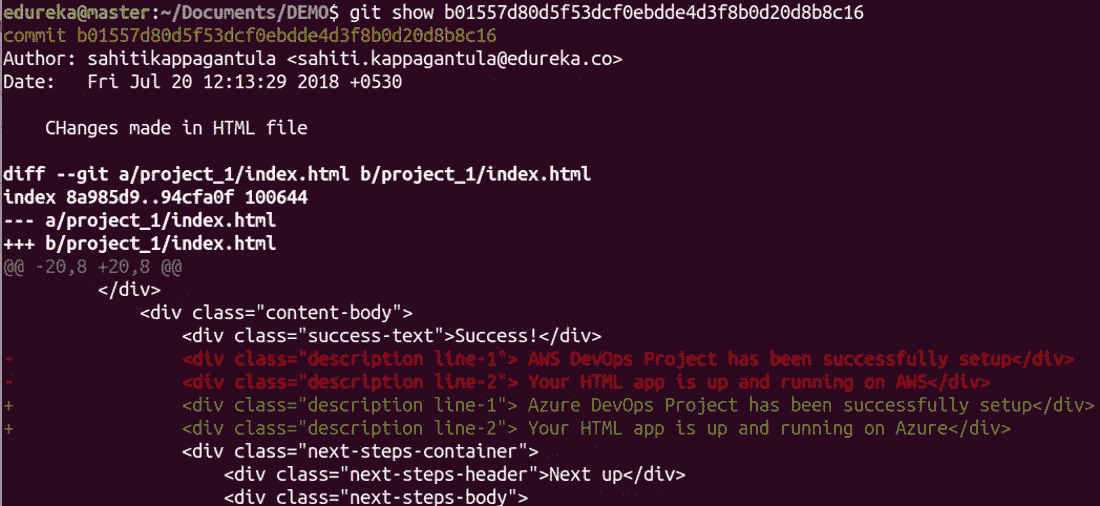 edureka@master:~/Documents/DEMO$ git show b01557d80d5f53dcf0ebdde4d3f8b0d20d8b8c16
commit b01557d80d5f53dcf0ebdde4d3f8b0d20d8b8c16
Author: sahitikappagantula <sahiti.kappagantula@edureka.co>
Date:   Fri Jul 20 12:13:29 2018 +0530

    CHanges made in HTML file

diff --git a/project_1/index.html b/project_1/index.html
index 8a985d9..94cfa0f 100644
--- a/project_1/index.html
+++ b/project_1/index.html
@@ -20,8 +20,8 @@
         </div>
             <div class="content-body">
                 <div class="success-text">Success!</div>
-                <div class="description line-1"> AWS DevOps Project has been successfully setup</div>
-                <div class="description line-2"> Your HTML app is up and running on AWS</div>
+                <div class="description line-1"> Azure DevOps Project has been successfully setup</div>
+                <div class="description line-2"> Your HTML app is up and running on Azure</div>
                 <div class="next-steps-container">
                     <div class="next-steps-header">Next up</div>
                     <div class="next-steps-body">